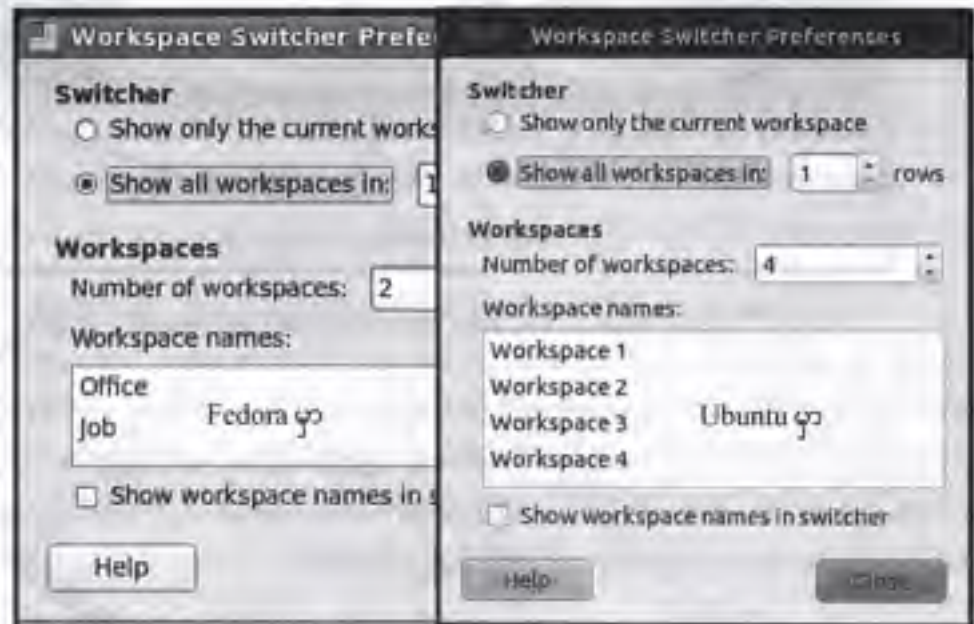 Workspace Switcher Prefe
Switcher
Show only the current works
Show all workspaces in: 1
Workspaces
Number of workspaces: 2
Workspace names:
Office
Job
Fedora မှာ
Show workspace names in s
Help
Workspace Switcher Preferences
Switcher
Show only the current workspace
Show all workspaces in: 1 rows
Workspaces
Number of workspaces: 4
Workspace names:
Workspace 1
Workspace 2
Workspace 3
Workspace 4
Ubuntu မှာ
Show workspace names in switcher
Help
Close